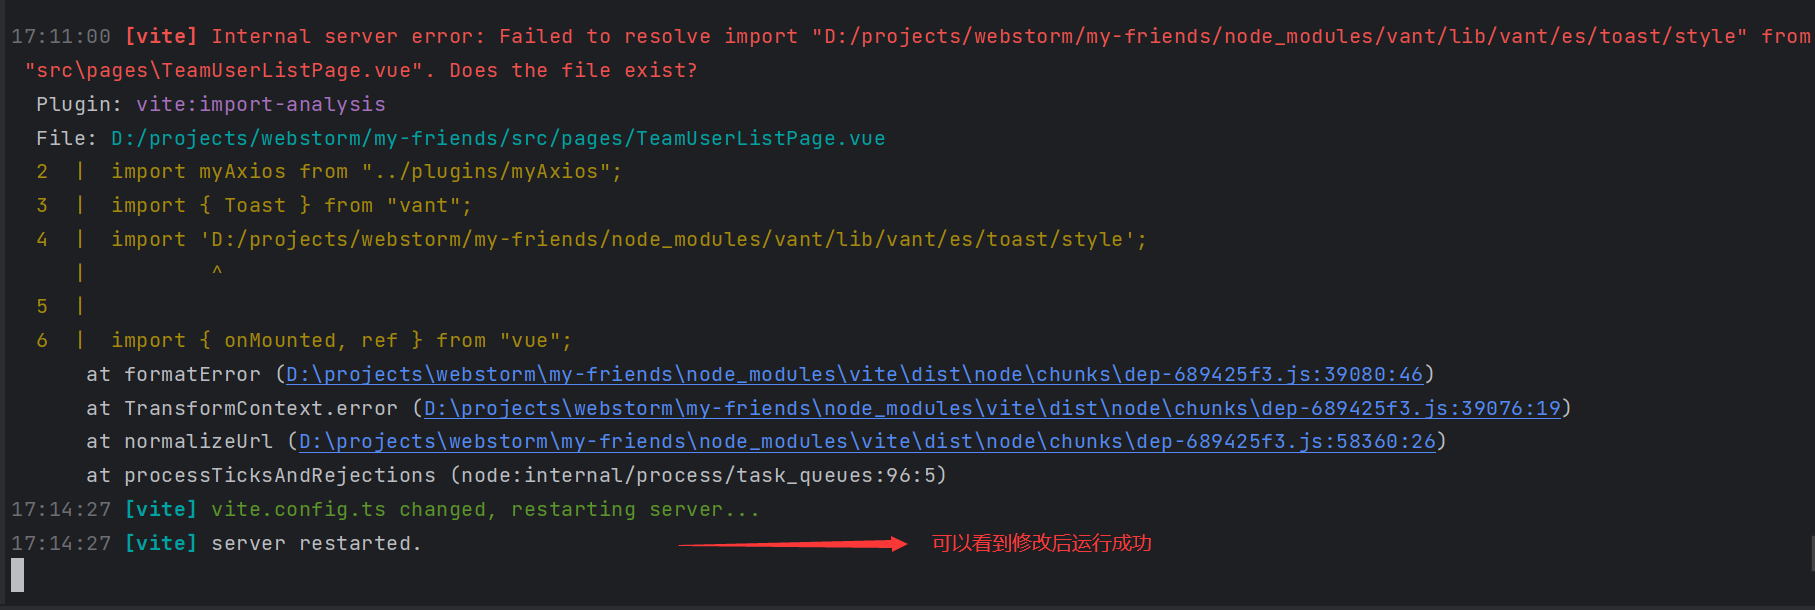 17:11:00 [vite] Internal server error: Failed to resolve import "D:/projects/webstorm/my-friends/node_modules/vant/lib/vant/es/toast/style" from
"src\pages\TeamUserListPage.vue". Does the file exist?
Plugin: vite:import-analysis
File: D:/projects/webstorm/my-friends/src/pages/TeamUserListPage.vue
2  |  import myAxios from "../plugins/myAxios";
3  |  import { Toast } from "vant";
4  |  import 'D:/projects/webstorm/my-friends/node_modules/vant/lib/vant/es/toast/style';
   |          ^
5  |
6  |  import { onMounted, ref } from "vue";
at formatError (D:\projects\webstorm\my-friends\node_modules\vite\dist\node\chunks\dep-689425f3.js:39080:46)
at TransformContext.error (D:\projects\webstorm\my-friends\node_modules\vite\dist\node\chunks\dep-689425f3.js:39076:19)
at normalizeUrl (D:\projects\webstorm\my-friends\node_modules\vite\dist\node\chunks\dep-689425f3.js:58360:26)
at processTicksAndRejections (node:internal/process/task_queues:96:5)
17:14:27 [vite] vite.config.ts changed, restarting server...
17:14:27 [vite] server restarted. 可以看到修改后运行成功